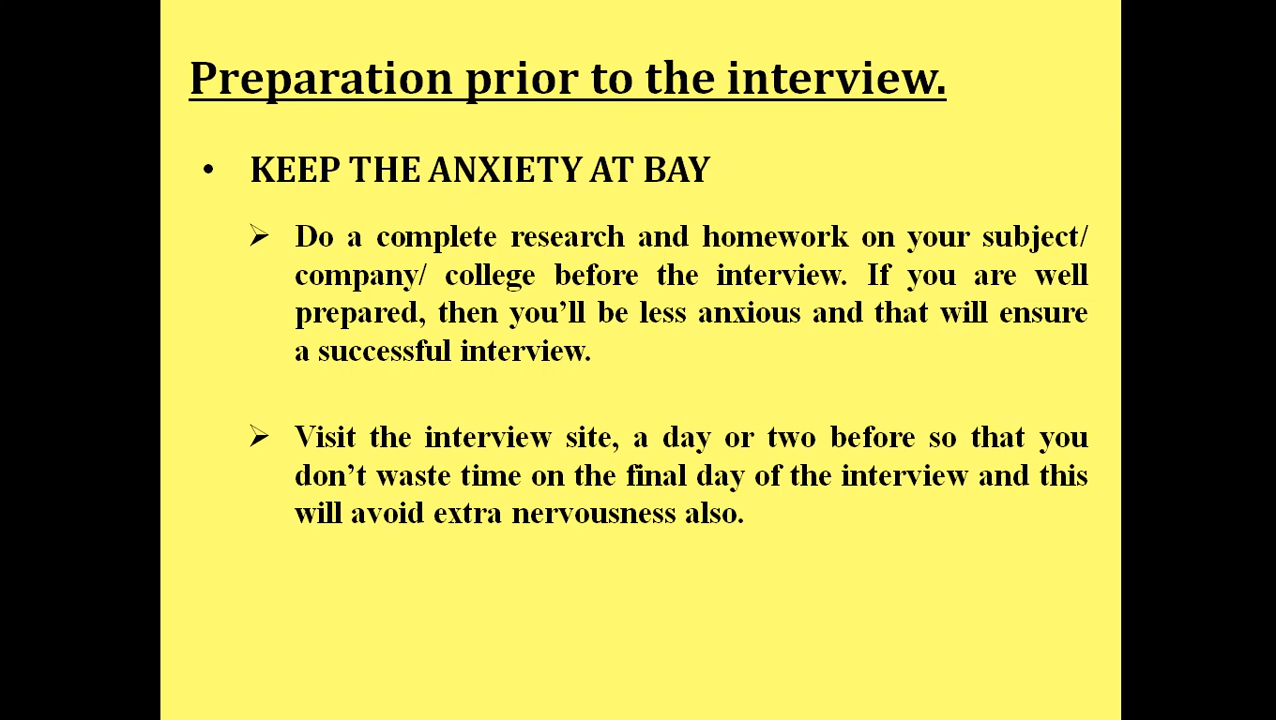 Preparation prior to the interview.
• KEEP THE ANXIETY AT BAY
➢ Do a complete research and homework on your subject/
company/ college before the interview. If you are well
prepared, then you’ll be less anxious and that will ensure
a successful interview.
➢ Visit the interview site, a day or two before so that you
don’t waste time on the final day of the interview and this
will avoid extra nervousness also.